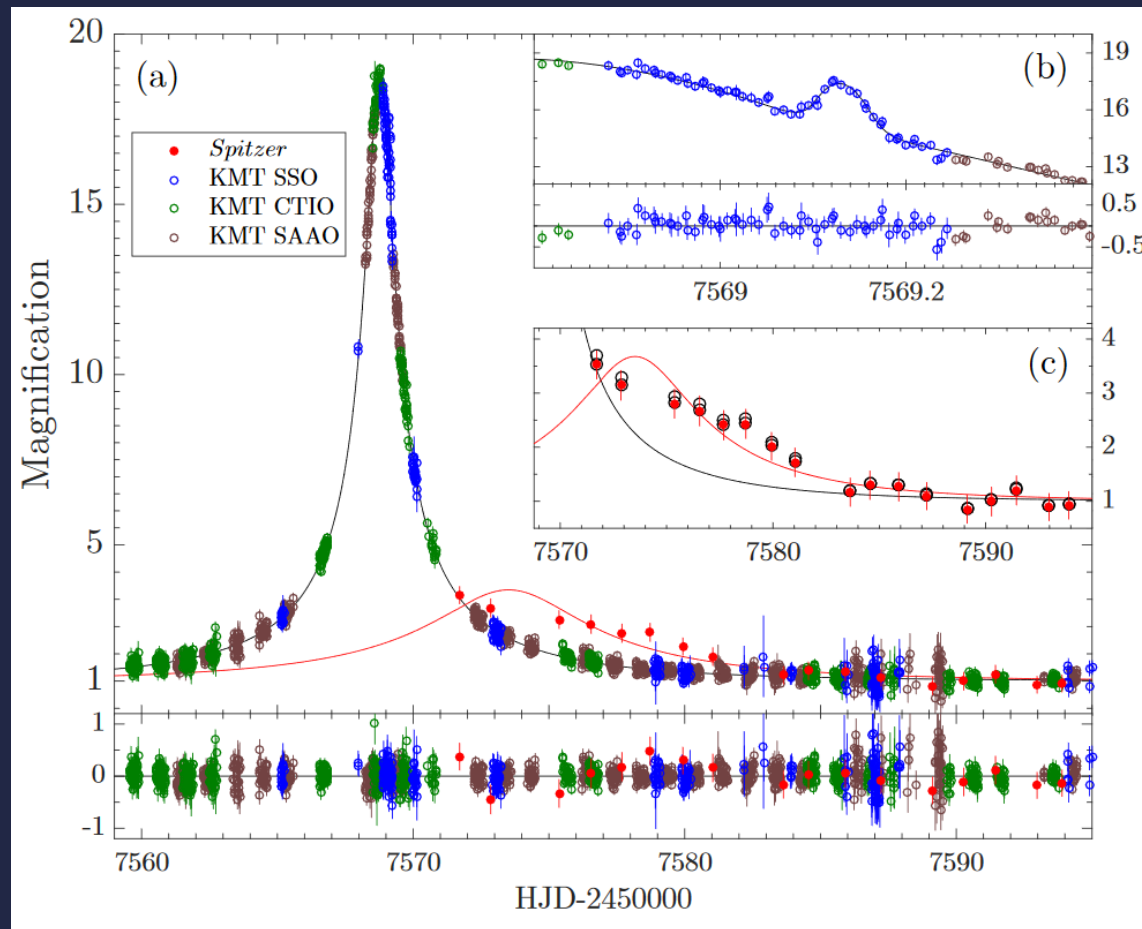 20
15
10
5
1
Magnification
(a)
Spitzer
KMT SSO
KMT CTIO
KMT SAAO
(b)
19
16
13
0.5
-0.5
7569
7569.2
(c)
4
3
2
1
7570
7580
7590
1
0
-1
7560
7570
7580
7590
HJD-2450000